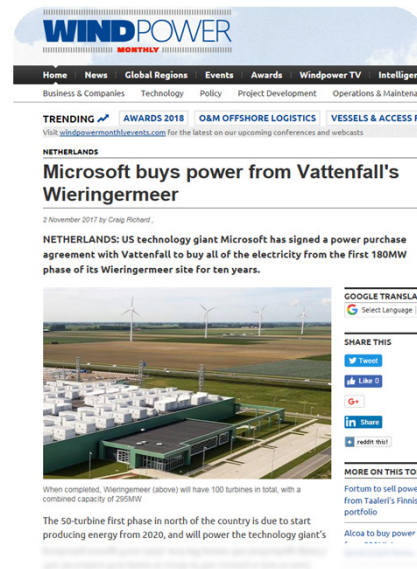 WINDPOWER
MONTHLY
Home News Global Regions Events Awards Windpower TV Intelligen
Business & Companies Technology Policy Project Development Operations & Maintena
TRENDING AWARDS 2018 O&M OFFSHORE LOGISTICS VESSELS & ACCESS F
Visit windpowermonthlyevents.com for the latest on our upcoming conferences and webcasts
NETHERLANDS
Microsoft buys power from Vattenfall's
Wieringermeer
2 November 2017 by Craig Richard ,
NETHERLANDS: US technology giant Microsoft has signed a power purchase
agreement with Vattenfall to buy all of the electricity from the first 180MW
phase of its Wieringermeer site for ten years.
When completed, Wieringemeer (above) will have 100 turbines in total, with a
combined capacity of 295MW
The 50-turbine first phase in north of the country is due to start
producing energy from 2020, and will power the technology giant's
GOOGLE TRANSLA
Select Language
SHARE THIS
Tweet
Like 0
G+
in Share
reddit this!
MORE ON THIS TO
Fortum to sell powe
from Taaleri's Finnis
portfolio
Alcoa to buy power